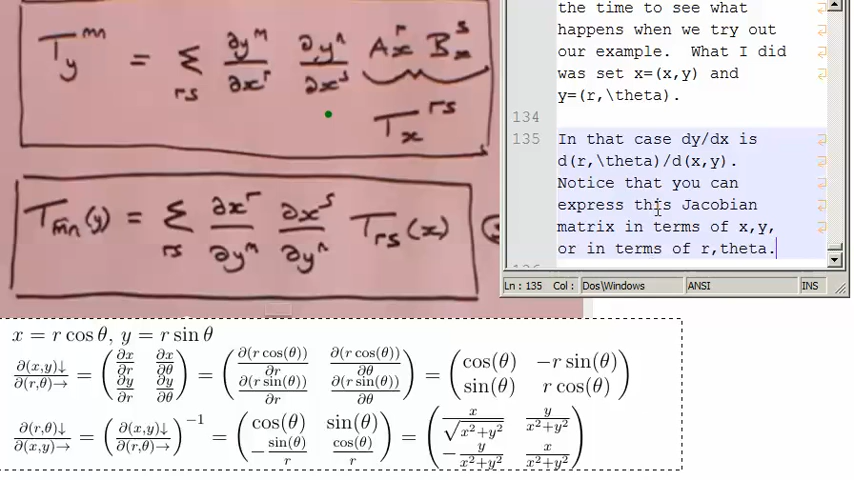 T_y^{mn} = Σ_{rs} ∂y^m/∂x^r ∂y^n/∂x^s A_x^r B_x^s
T_x^{rs}
T_{mn}(y) = Σ_{rs} ∂x^r/∂y^m ∂x^s/∂y^n T_{rs}(x)
the time to see what
happens when we try out
our example. What I did
was set x=(x,y) and
y=(r,\theta).
134
135 In that case dy/dx is
d(r,\theta)/d(x,y).
Notice that you can
express this Jacobian
matrix in terms of x,y,
or in terms of r,theta.
Ln : 135 Col : Dos\Windows ANSI INS
x = r cos θ, y = r sin θ
∂(x,y)↓/∂(r,θ)→ = (∂x/∂r ∂x/∂θ; ∂y/∂r ∂y/∂θ) = (∂(r cos(θ))/∂r ∂(r cos(θ))/∂θ; ∂(r sin(θ))/∂r ∂(r sin(θ))/∂θ) = (cos(θ) −r sin(θ); sin(θ) r cos(θ))
∂(r,θ)↓/∂(x,y)→ = (∂(x,y)↓/∂(r,θ)→)^{−1} = (cos(θ) sin(θ); −sin(θ)/r cos(θ)/r) = (x/√(x²+y²) y/(x²+y²); −y/(x²+y²) x/(x²+y²))